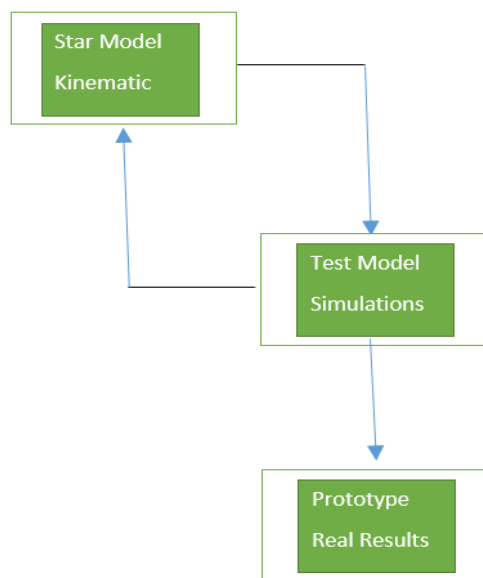 Star Model
Kinematic
Test Model
Simulations
Prototype
Real Results